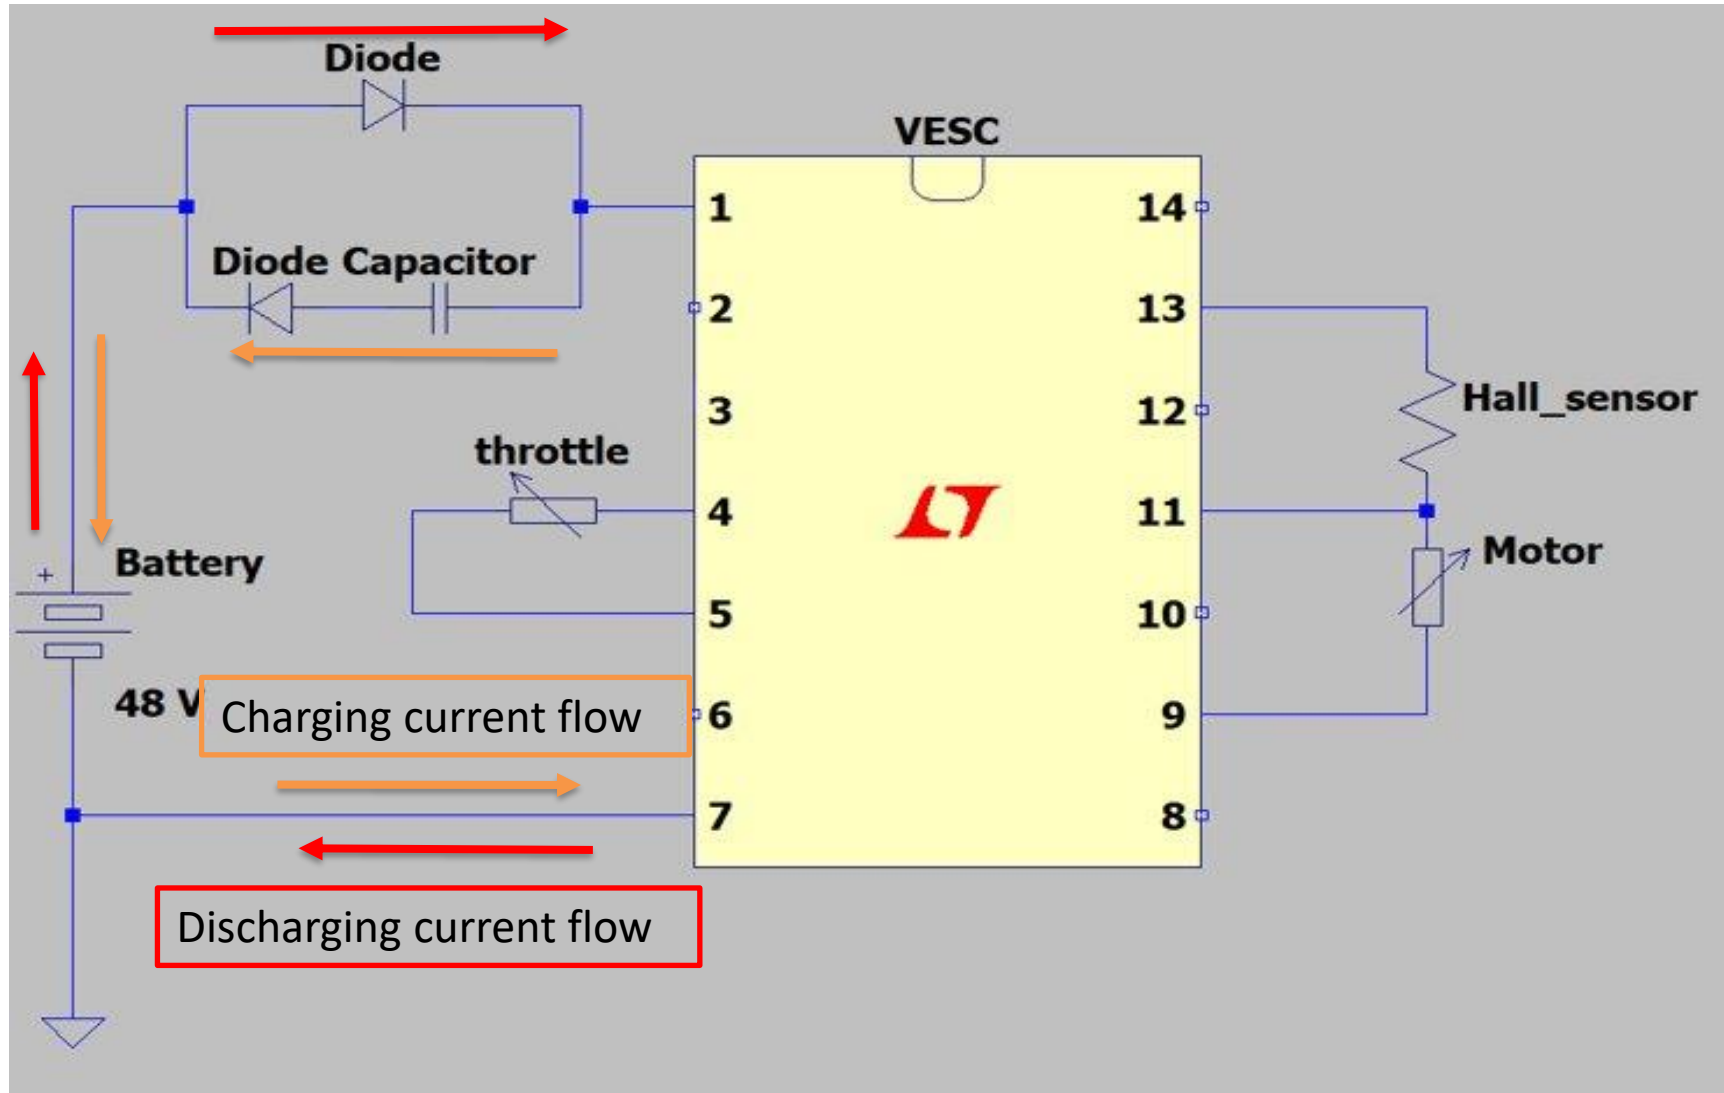 Diode
VESC
1
14
Diode Capacitor
2
13
3
12
Hall_sensor
throttle
4
11
Motor
+
Battery
5
10
48 V
Charging current flow
6
9
7
8
Discharging current flow